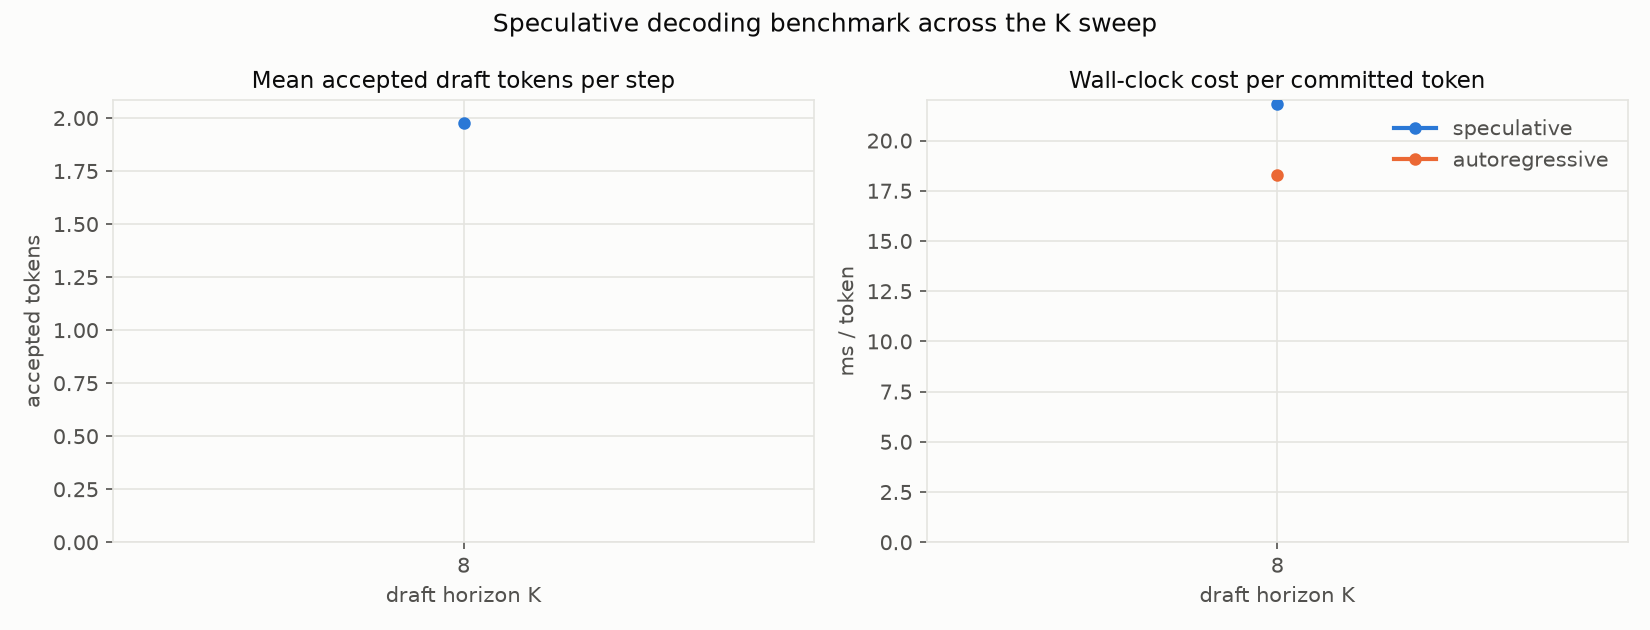 Speculative decoding benchmark across the K sweep
Mean accepted draft tokens per step
accepted tokens
2.00
1.75
1.50
1.25
1.00
0.75
0.50
0.25
0.00
8
draft horizon K
Wall-clock cost per committed token
ms / token
20.0
17.5
15.0
12.5
10.0
7.5
5.0
2.5
0.0
speculative
autoregressive
8
draft horizon K